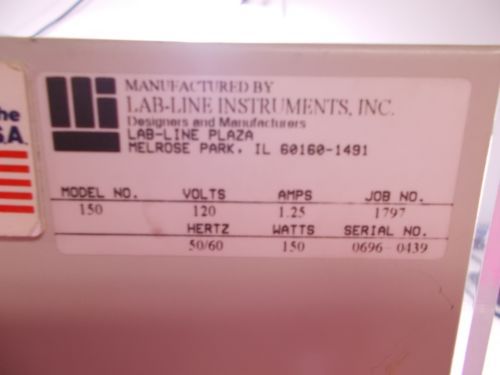 the
S.A.
MANUFACTURED BY
LAB-LINE INSTRUMENTS, INC.
Designers and Manufacturers
LAB-LINE PLAZA
MELROSE PARK, IL 60160-1491
MODEL NO. VOLTS AMPS JOB NO.
150 120 1.25 1797
HERTZ WATTS SERIAL NO.
50/60 150 0696-0439